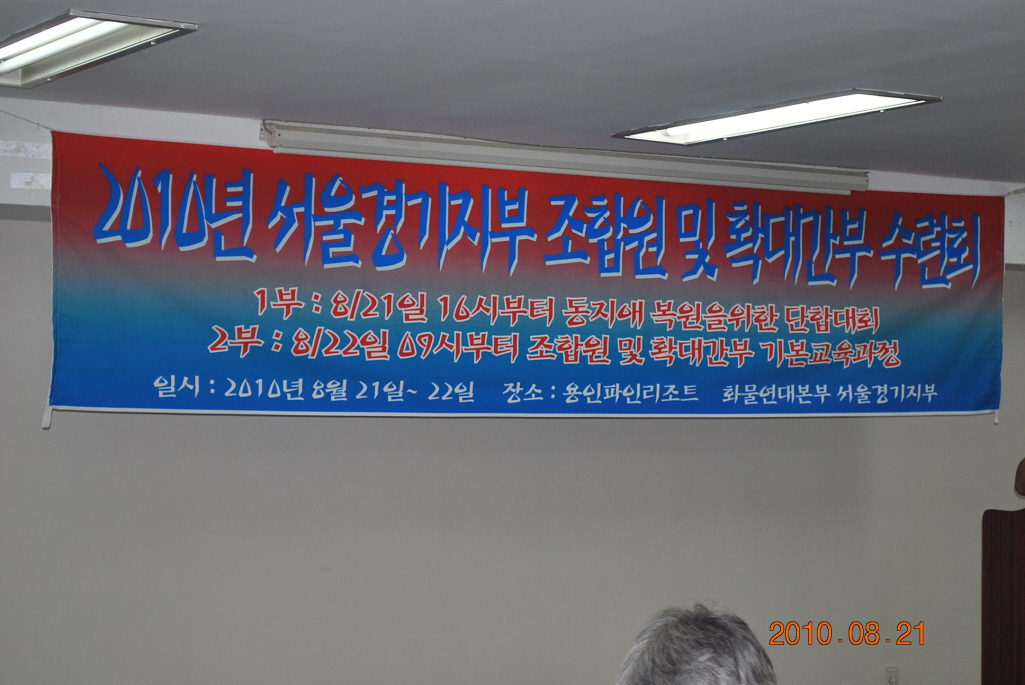 2010년 서울경기지부 조합원 및 확대간부 수련회
1부 : 8/21일 16시부터 동지애 복원을위한 단합대회
2부 : 8/22일 09시부터 조합원 및 확대간부 기본교육과정
일시 : 2010년 8월 21일~ 22일 장소 : 용인파인리조트 화물연대본부 서울경기지부
2010.08.21